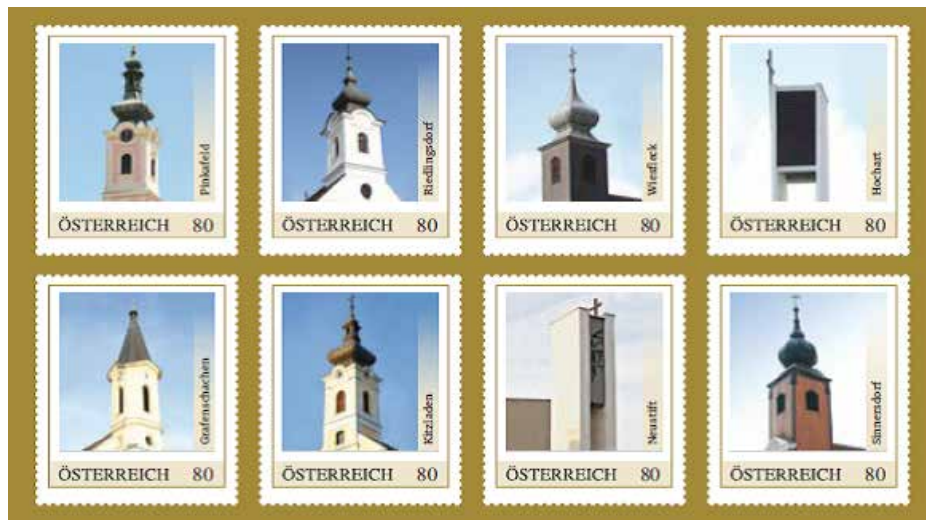 Pinkafeld
ÖSTERREICH 80
Riedlingsdorf
ÖSTERREICH 80
Wiesfleck
ÖSTERREICH 80
Hochart
ÖSTERREICH 80
Grafenschachen
ÖSTERREICH 80
Kitzladen
ÖSTERREICH 80
Neustift
ÖSTERREICH 80
Sinnersdorf
ÖSTERREICH 80